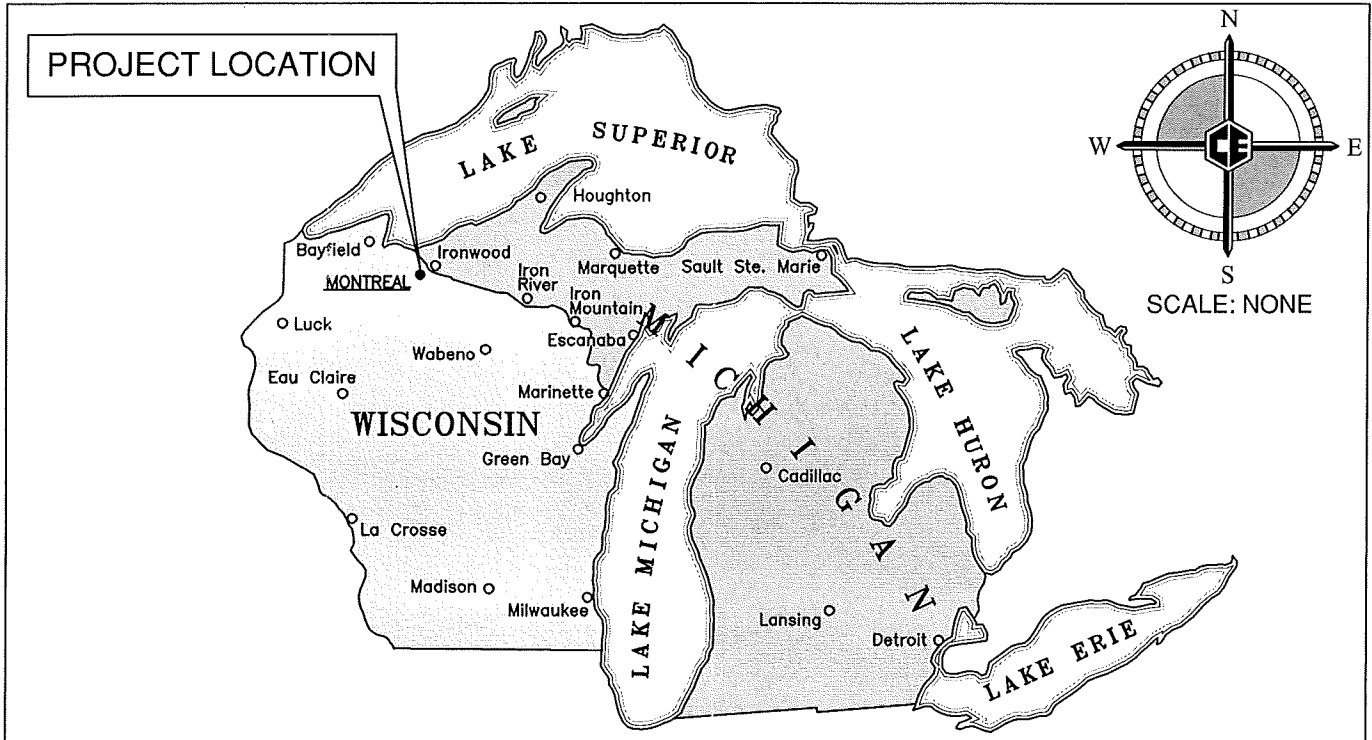 PROJECT LOCATION
N
W
E
S
SCALE: NONE
LAKE SUPERIOR
Houghton
Bayfield
Ironwood
MONTREAL
Iron
River
Marquette
Sault Ste. Marie
Iron
Mountain
Luck
Escanaba
Wabeno
Eau Claire
Marinette
WISCONSIN
MICHIGAN
Green Bay
Cadillac
LAKE HURON
LAKE MICHIGAN
La Crosse
Madison
Milwaukee
Lansing
Detroit
LAKE ERIE
CE